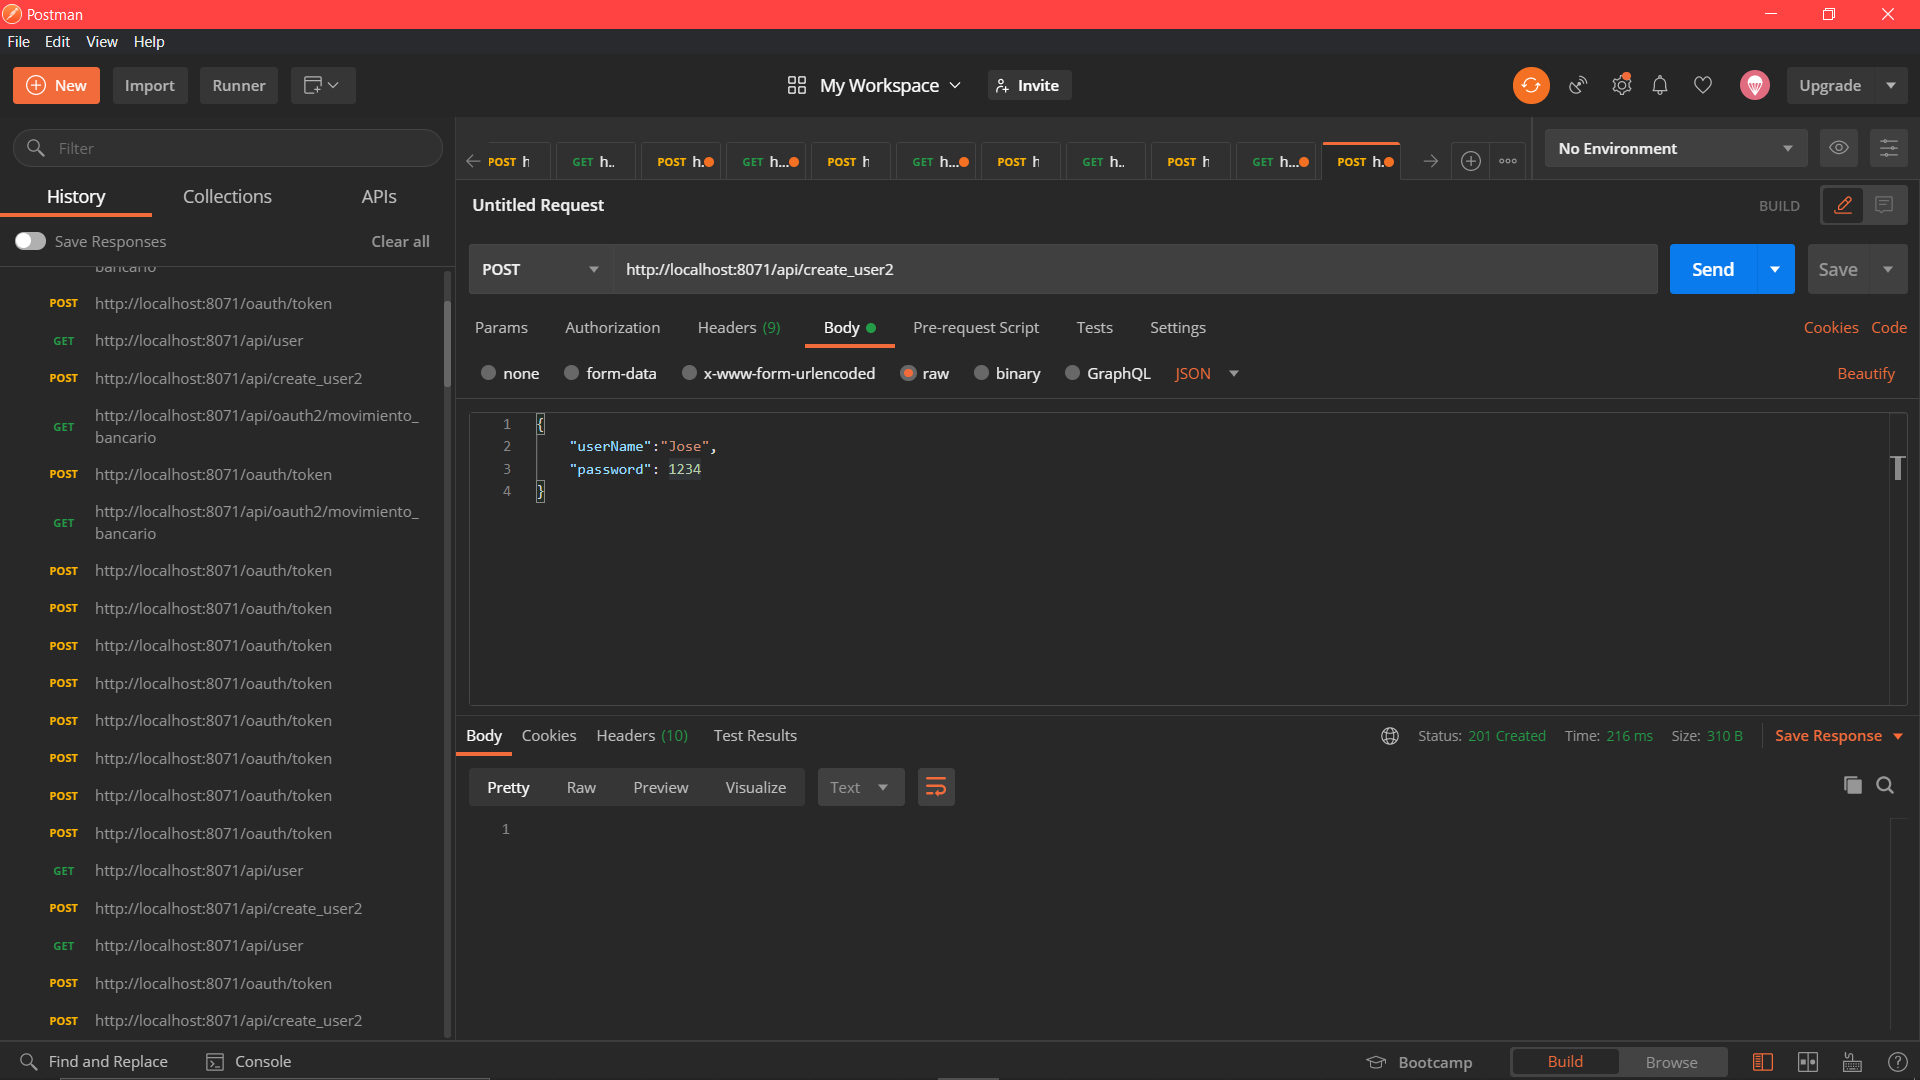 Postman
File Edit View Help
New Import Runner My Workspace Invite Upgrade
Filter
History Collections APIs
Save Responses Clear all
bancario
POST http://localhost:8071/oauth/token
GET http://localhost:8071/api/user
POST http://localhost:8071/api/create_user2
GET http://localhost:8071/api/oauth2/movimiento_
bancario
POST http://localhost:8071/oauth/token
GET http://localhost:8071/api/oauth2/movimiento_
bancario
POST http://localhost:8071/oauth/token
POST http://localhost:8071/oauth/token
POST http://localhost:8071/oauth/token
POST http://localhost:8071/oauth/token
POST http://localhost:8071/oauth/token
POST http://localhost:8071/oauth/token
POST http://localhost:8071/oauth/token
POST http://localhost:8071/oauth/token
GET http://localhost:8071/api/user
POST http://localhost:8071/api/create_user2
GET http://localhost:8071/api/user
POST http://localhost:8071/oauth/token
POST http://localhost:8071/api/create_user2
POST h GET h.. POST h. GET h... POST h GET h... POST h GET h.. POST h GET h... POST h.
No Environment
Untitled Request BUILD
POST http://localhost:8071/api/create_user2 Send Save
Params Authorization Headers (9) Body Pre-request Script Tests Settings Cookies Code
none form-data x-www-form-urlencoded raw binary GraphQL JSON Beautify
1 {
2 "userName":"Jose",
3 "password": 1234
4 }
Body Cookies Headers (10) Test Results Status: 201 Created Time: 216 ms Size: 310 B Save Response
Pretty Raw Preview Visualize Text
1
Find and Replace Console Bootcamp Build Browse